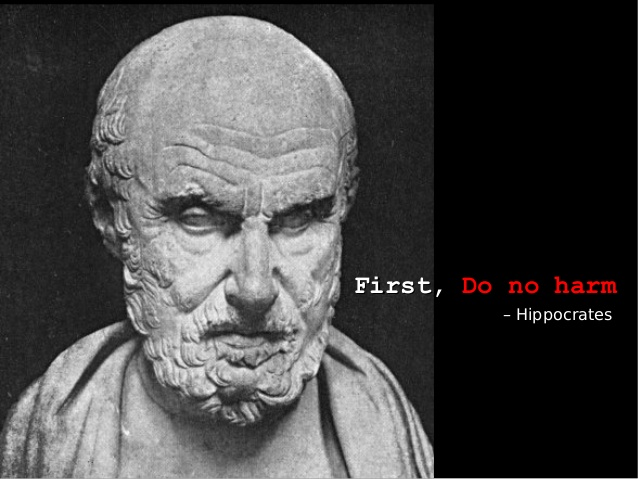 First, Do no harm
– Hippocrates